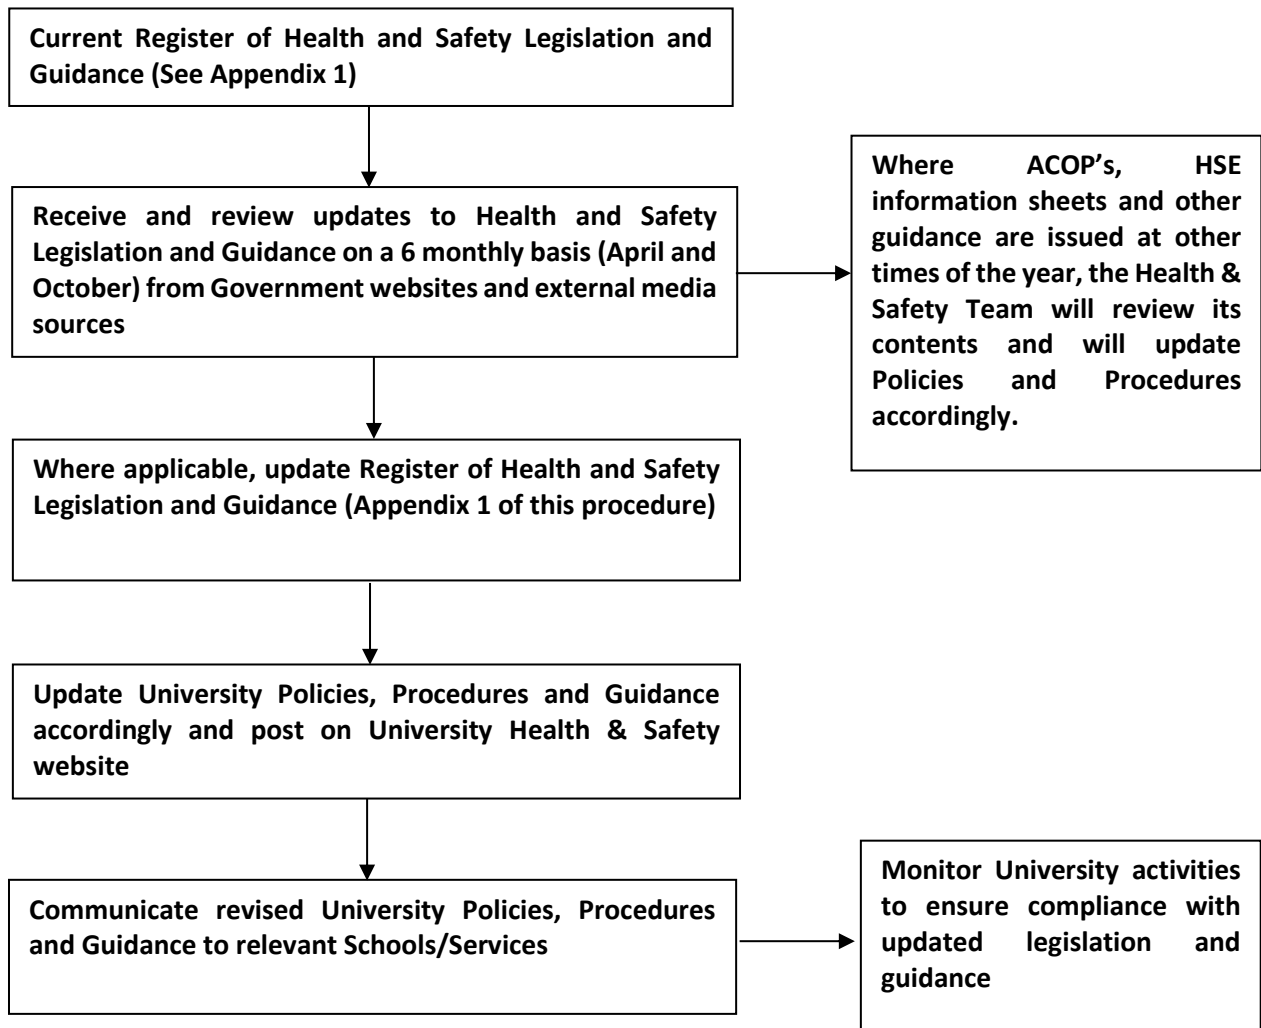 Current Register of Health and Safety Legislation and
Guidance (See Appendix 1)
Receive and review updates to Health and Safety
Legislation and Guidance on a 6 monthly basis (April and
October) from Government websites and external media
sources
Where ACOP’s, HSE
information sheets and other
guidance are issued at other
times of the year, the Health &
Safety Team will review its
contents and will update
Policies and Procedures
accordingly.
Where applicable, update Register of Health and Safety
Legislation and Guidance (Appendix 1 of this procedure)
Update University Policies, Procedures and Guidance
accordingly and post on University Health & Safety
website
Communicate revised University Policies, Procedures
and Guidance to relevant Schools/Services
Monitor University activities
to ensure compliance with
updated legislation and
guidance